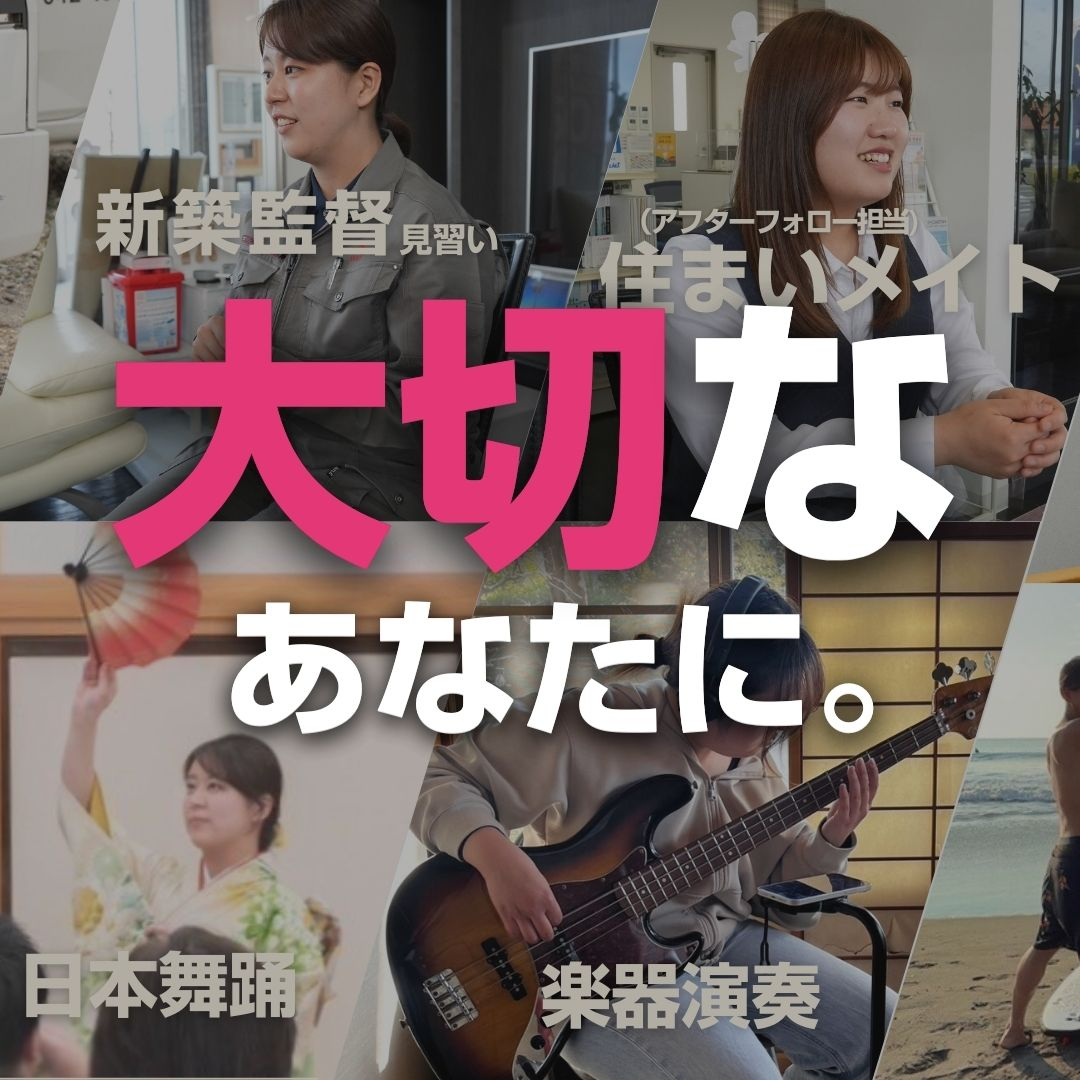 新築監督 見習い
(アフターフォロー担当)
住まいメイト
大切な
あなたに。
日本舞踊
楽器演奏